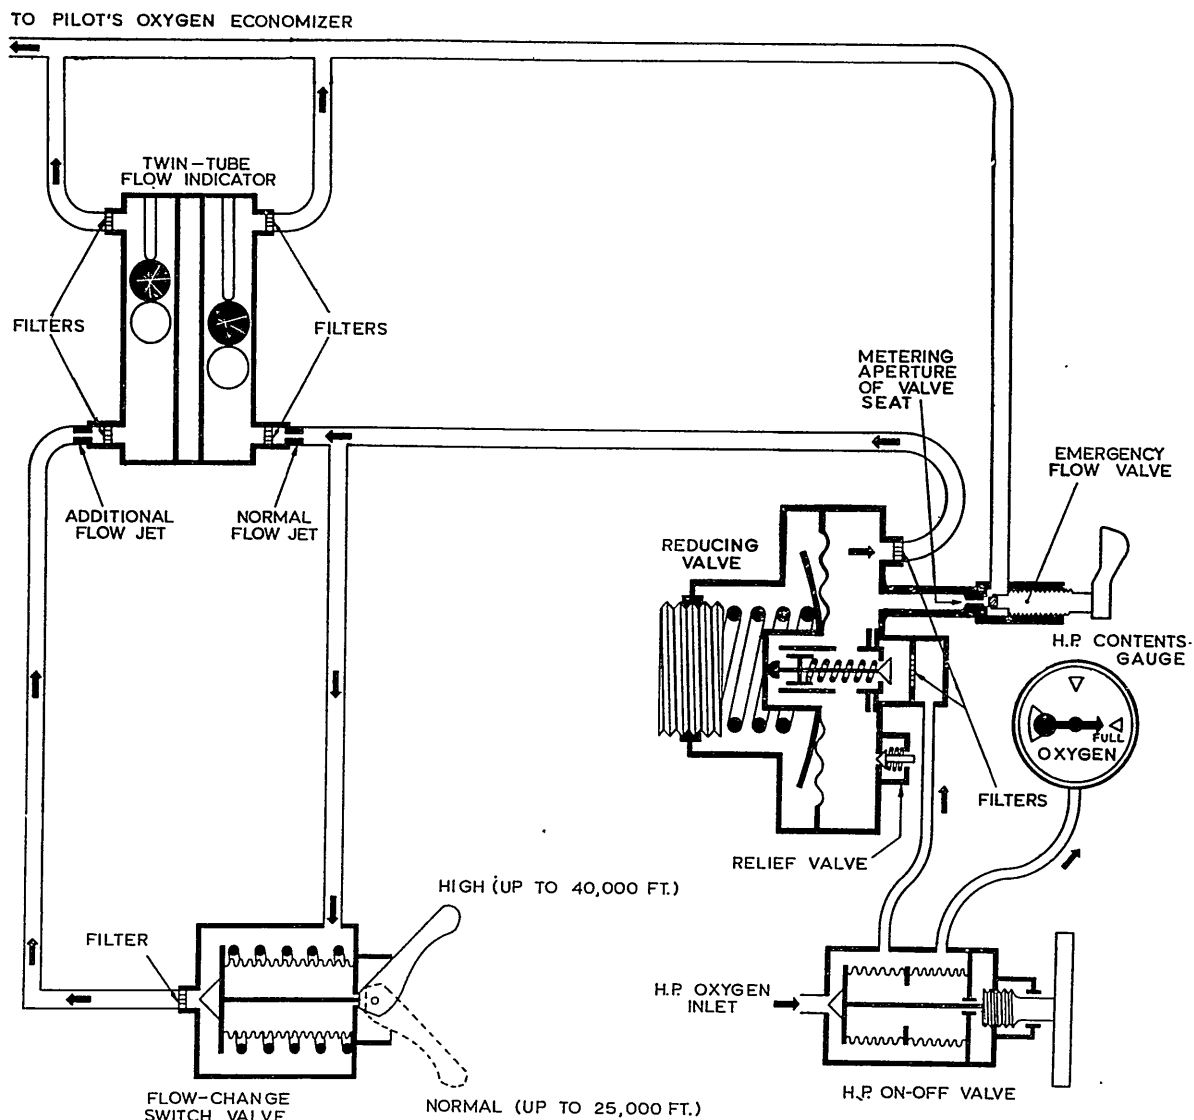 TO PILOT'S OXYGEN ECONOMIZER
TWIN-TUBE
FLOW INDICATOR
FILTERS
FILTERS
METERING
APERTURE
OF VALVE
SEAT
EMERGENCY
FLOW VALVE
ADDITIONAL
FLOW JET
NORMAL
FLOW JET
REDUCING
VALVE
H.P. CONTENTS-
GAUGE
FULL
OXYGEN
FILTERS
RELIEF VALVE
HIGH (UP TO 40,000 FT.)
FILTER
H.P. OXYGEN
INLET
FLOW-CHANGE
SWITCH VALVE
NORMAL (UP TO 25,000 FT.)
H.P. ON-OFF VALVE